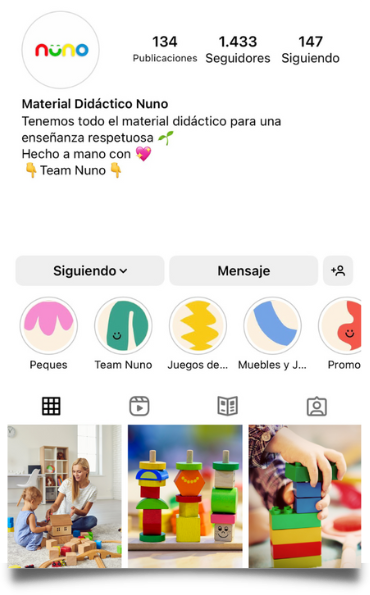 nuno
134 1.433 147
Publicaciones Seguidores Siguiendo
Material Didáctico Nuno
Tenemos todo el material didáctico para una
enseñanza respetuosa 🌱
Hecho a mano con 💖
👇Team Nuno 👇
Siguiendo Mensaje
Peques Team Nuno Juegos de... Muebles y J... Promo